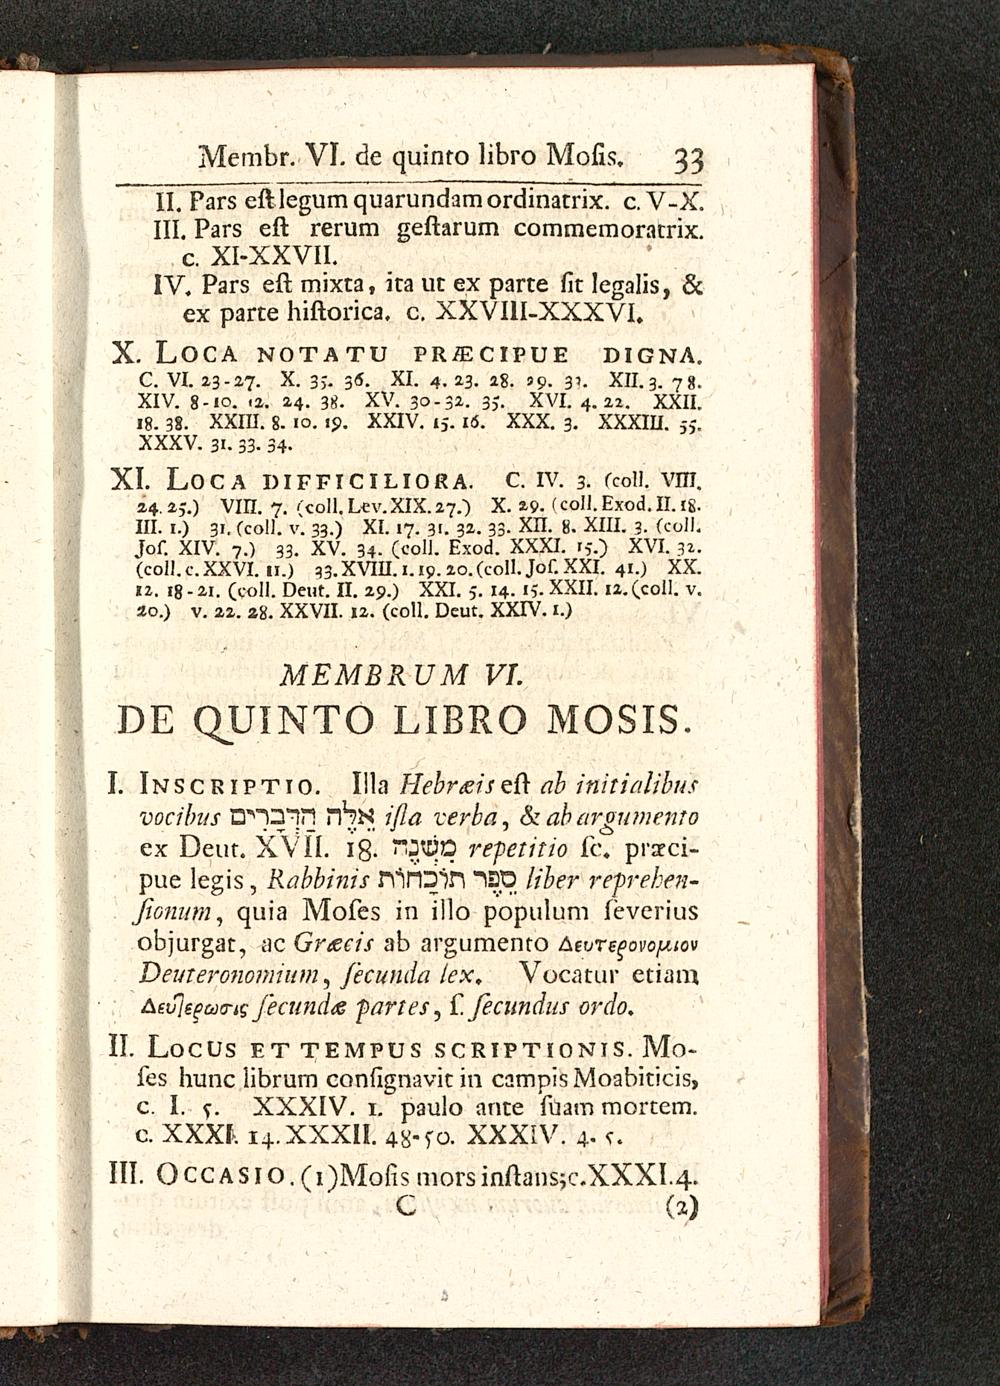 Membr. VI. de quinto libro Moſis. 33
II. Pars eſt legum quarundam ordinatrix. c. V-X.
III. Pars eſt rerum geſtarum commemoratrix.
c. XI-XXVII.
IV. Pars eſt mixta, ita ut ex parte ſit legalis, &
ex parte hiſtorica. c. XXVIII-XXXVI.
X. LOCA NOTATU PRÆCIPUE DIGNA.
C. VI. 23-27. X. 35. 36. XI. 4. 23. 28. 29. 31. XII. 3. 7 8.
XIV. 8-10. 12. 24. 38. XV. 30-32. 35. XVI. 4. 22. XXII.
18. 38. XXIII. 8. 10. 19. XXIV. 15. 16. XXX. 3. XXXIII. 55.
XXXV. 31. 33. 34.
XI. LOCA DIFFICILIORA. C. IV. 3. (coll. VIII.
24. 25.) VIII. 7. (coll. Lev. XIX. 27.) X. 29. (coll. Exod. II. 18.
III. 1.) 31. (coll. v. 33.) XI. 17. 31. 32. 33. XII. 8. XIII. 3. (coll.
Joſ. XIV. 7.) 33. XV. 34. (coll. Exod. XXXI. 15.) XVI. 32.
(coll. c. XXVI. 11.) 33. XVIII. 1. 19. 20. (coll. Joſ. XXI. 41.) XX.
12. 18-21. (coll. Deut. II. 29.) XXI. 5. 14. 15. XXII. 12. (coll. v.
20.) v. 22. 28. XXVII. 12. (coll. Deut. XXIV. 1.)
MEMBRUM VI.
DE QUINTO LIBRO MOSIS.
I. INSCRIPTIO. Illa Hebræis eſt ab initialibus
vocibus אֵלֶּה הַדְּבָרִים iſta verba, & ab argumento
ex Deut. XVII. 18. מִשְׁנֶה repetitio ſc. præci-
pue legis, Rabbinis סֵפֶר תּוֹכָחוֹת liber reprehen-
ſionum, quia Moſes in illo populum ſeverius
objurgat, ac Græcis ab argumento Δευτερονομιον
Deuteronomium, ſecunda lex. Vocatur etiam
Δευτερωσις ſecundæ partes, ſ. ſecundus ordo.
II. LOCUS ET TEMPUS SCRIPTIONIS. Mo-
ſes hunc librum conſignavit in campis Moabiticis,
c. I. 5. XXXIV. 1. paulo ante ſuam mortem.
c. XXXI. 14. XXXII. 48-50. XXXIV. 4. 5.
III. OCCASIO. (1) Moſis mors inſtans; c. XXXI. 4.
C (2)